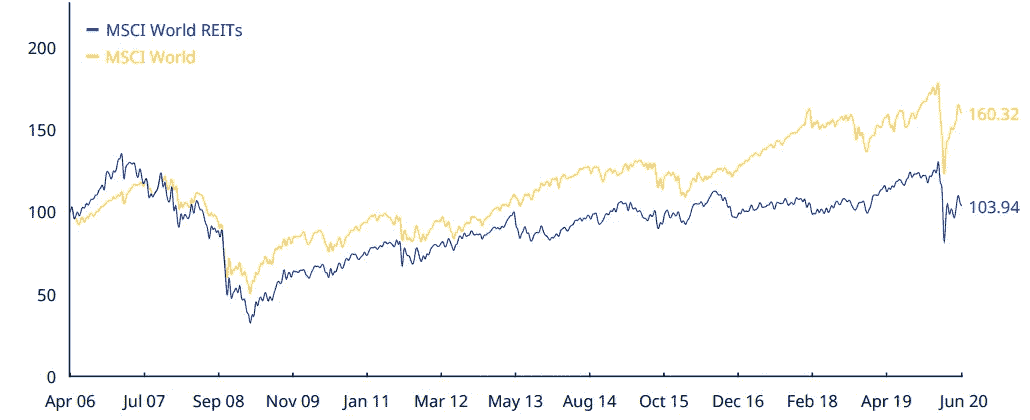 MSCI World REITs
MSCI World
200
150
100
50
0
160.32
103.94
Apr 06 Jul 07 Sep 08 Nov 09 Jan 11 Mar 12 May 13 Aug 14 Oct 15 Dec 16 Feb 18 Apr 19 Jun 20